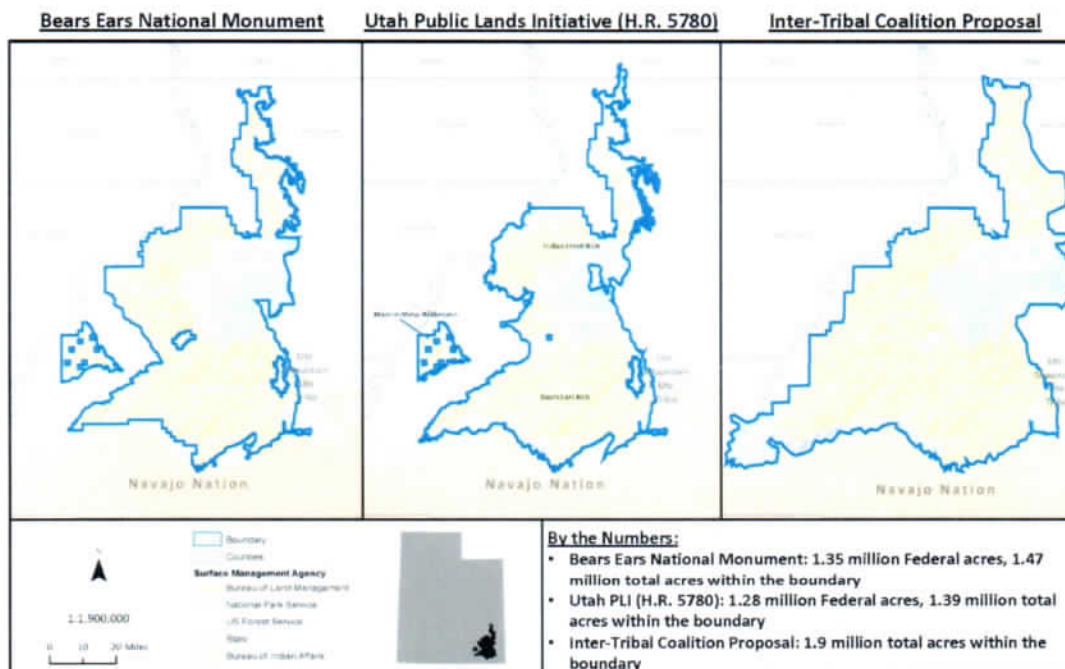 Bears Ears National Monument
Utah Public Lands Initiative (H.R. 5780)
Inter-Tribal Coalition Proposal
Navajo Nation
Navajo Nation
Navajo Nation
N
1:1,900,000
0 10 20 Miles
Boundary
Counties
Surface Management Agency
Bureau of Land Management
National Park Service
US Forest Service
State
Bureau of Indian Affairs
By the Numbers:
• Bears Ears National Monument: 1.35 million Federal acres, 1.47
million total acres within the boundary
• Utah PLI (H.R. 5780): 1.28 million Federal acres, 1.39 million total
acres within the boundary
• Inter-Tribal Coalition Proposal: 1.9 million total acres within the
boundary